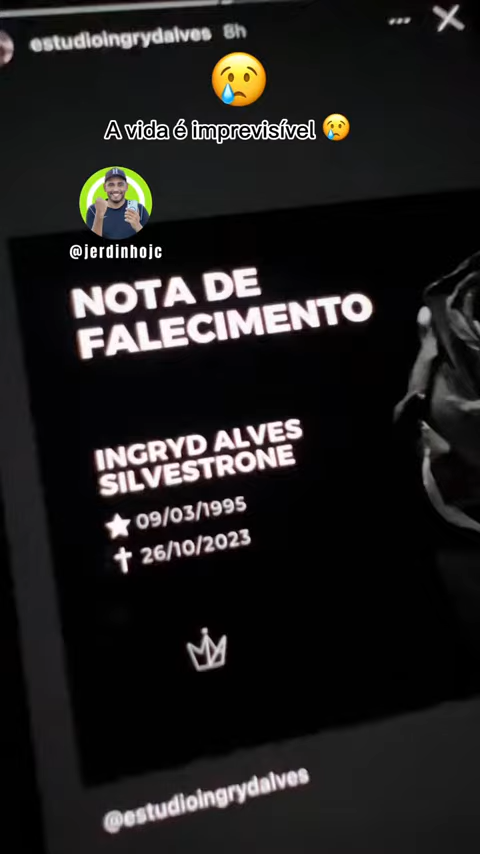 estudioingrydalves 8h
A vida é imprevisível
@jerdinhojc
NOTA DE
FALECIMENTO
INGRYD ALVES
SILVESTRONE
09/03/1995
26/10/2023
@estudioingrydalves